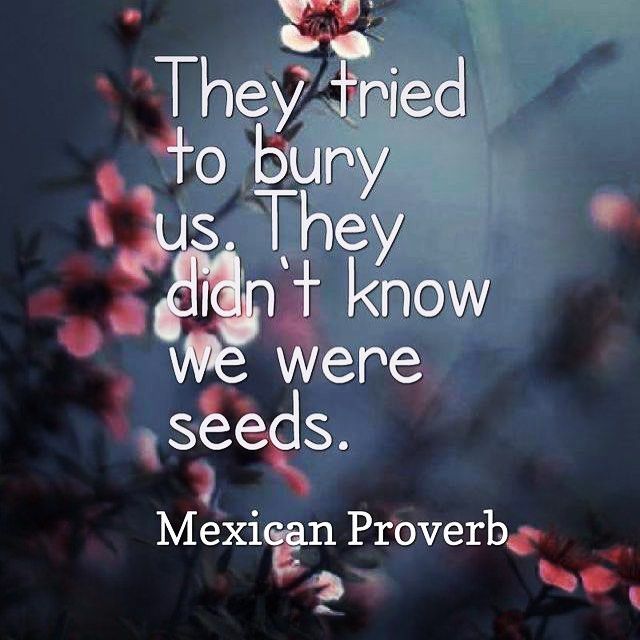 They tried
to bury
us. They
didn't know
we were
seeds.
Mexican Proverb